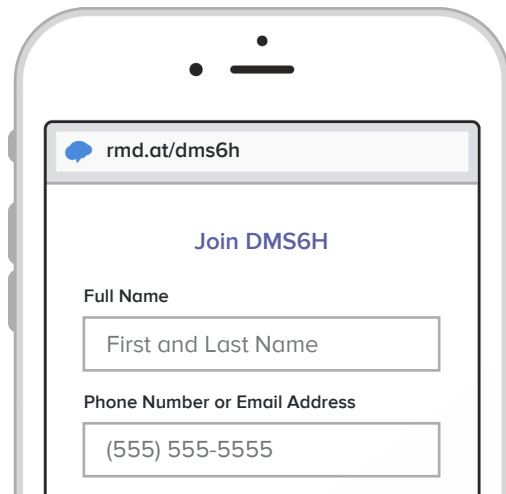 rmd.at/dms6h
Join DMS6H
Full Name
First and Last Name
Phone Number or Email Address
(555) 555-5555